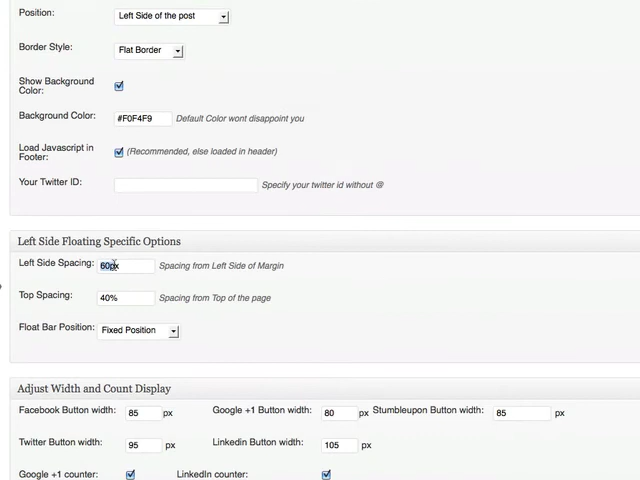 Position: Left Side of the post
Border Style: Flat Border
Show Background
Color:
Background Color: #F0F4F9 Default Color wont disappoint you
Load Javascript in
Footer: (Recommended, else loaded in header)
Your Twitter ID: Specify your twitter id without @
Left Side Floating Specific Options
Left Side Spacing: 60px Spacing from Left Side of Margin
Top Spacing: 40% Spacing from Top of the page
Float Bar Position: Fixed Position
Adjust Width and Count Display
Facebook Button width: 85 px Google +1 Button width: 80 px Stumbleupon Button width: 85 px
Twitter Button width: 95 px Linkedin Button width: 105 px
Google +1 counter: LinkedIn counter: